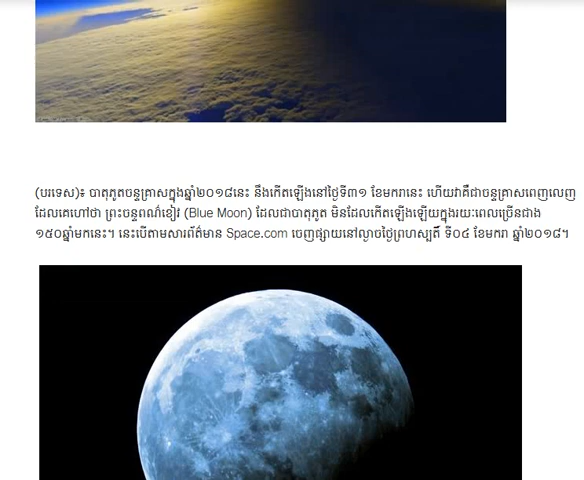 (បរទេស)៖ បាតុភូតចន្ទគ្រាសក្នុងឆ្នាំ២០១៨នេះ នឹងកើតឡើងនៅថ្ងៃទី៣១ ខែមករានេះ ហើយវាគឺជាចន្ទគ្រាសពេញលេញ
ដែលគេហៅថា ព្រះចន្ទពណ៌ខៀវ (Blue Moon) ដែលជាបាតុភូត មិនដែលកើតឡើងឡើយក្នុងរយៈពេលច្រើនជាង
១៥០ឆ្នាំមកនេះ។ នេះបើតាមសារព័ត៌មាន Space.com ចេញផ្សាយនៅល្ងាចថ្ងៃព្រហស្បតិ៍ ទី០៤ ខែមករា ឆ្នាំ២០១៨។